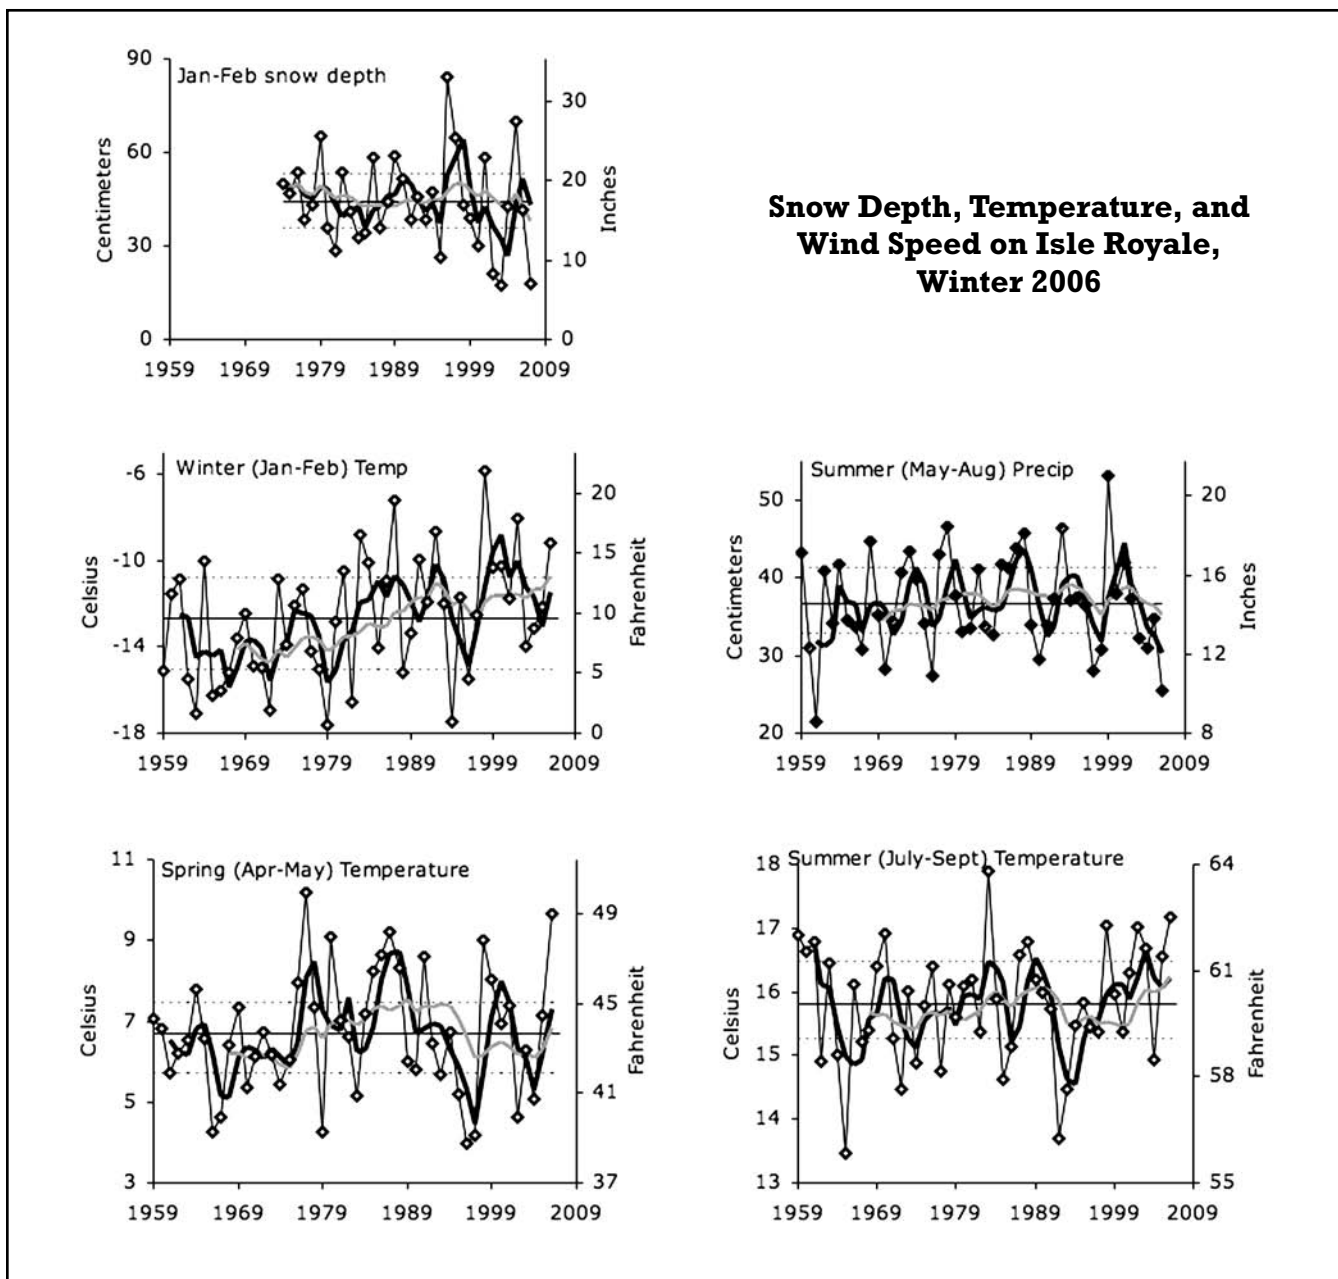 Snow Depth, Temperature, and
Wind Speed on Isle Royale,
Winter 2006
Jan-Feb snow depth
Centimeters
Inches
90
60
30
0
30
20
10
0
1959 1969 1979 1989 1999 2009
Winter (Jan-Feb) Temp
Celsius
Fahrenheit
-6
-10
-14
-18
20
15
10
5
0
1959 1969 1979 1989 1999 2009
Summer (May-Aug) Precip
Centimeters
Inches
50
40
30
20
20
16
12
8
1959 1969 1979 1989 1999 2009
Spring (Apr-May) Temperature
Celsius
Fahrenheit
11
9
7
5
3
49
45
41
37
1959 1969 1979 1989 1999 2009
Summer (July-Sept) Temperature
Celsius
Fahrenheit
18
17
16
15
14
13
64
61
58
55
1959 1969 1979 1989 1999 2009